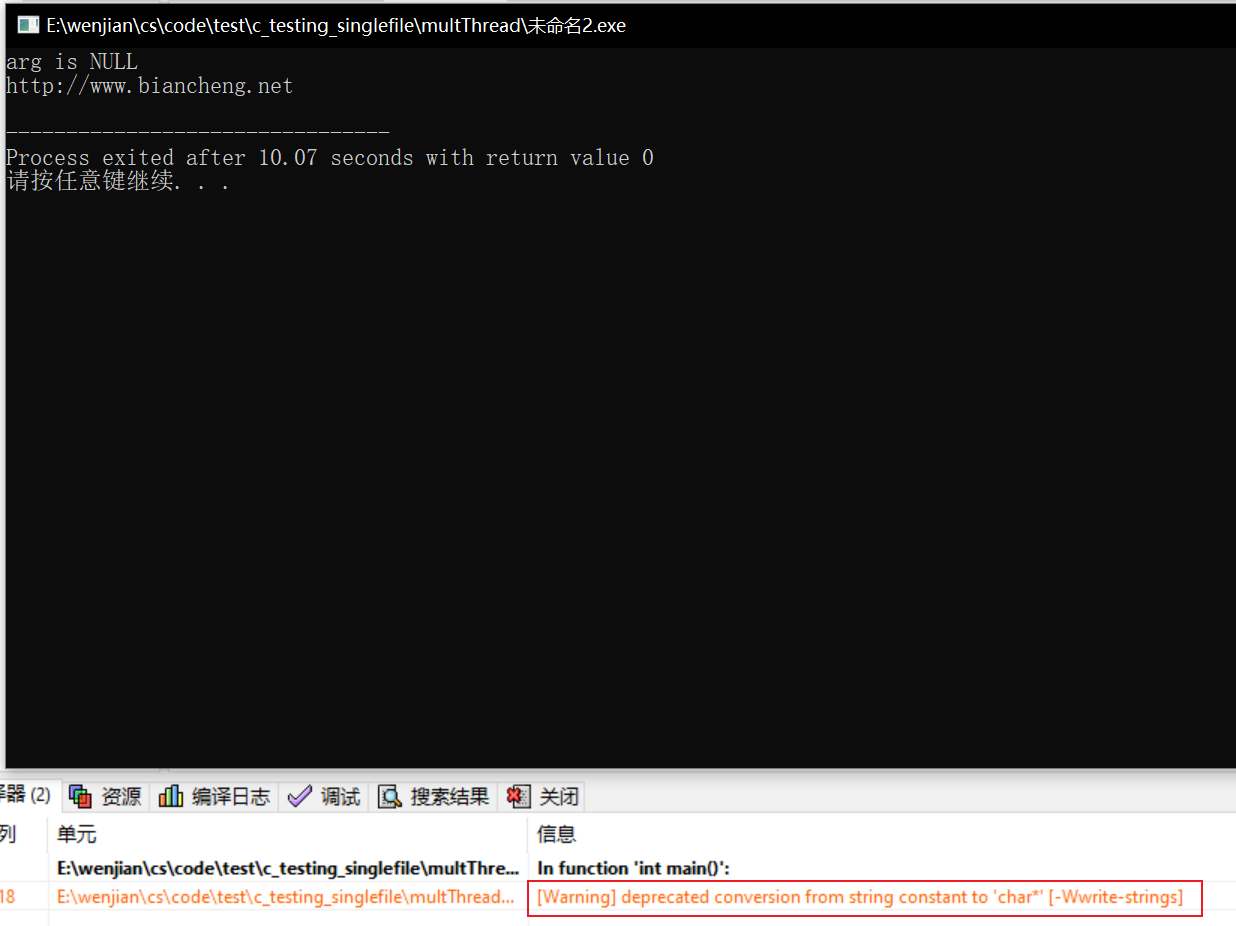 E:\wenjian\cs\code\test\c_testing_singlefile\multThread\未命名2.exe
arg is NULL
http://www.biancheng.net
--------------------------------
Process exited after 10.07 seconds with return value 0
请按任意键继续. . .
器 (2) 资源 编译日志 调试 搜索结果 关闭
列 单元 信息
E:\wenjian\cs\code\test\c_testing_singlefile\multThre... In function 'int main()':
18 E:\wenjian\cs\code\test\c_testing_singlefile\multThread... [Warning] deprecated conversion from string constant to 'char*' [-Wwrite-strings]